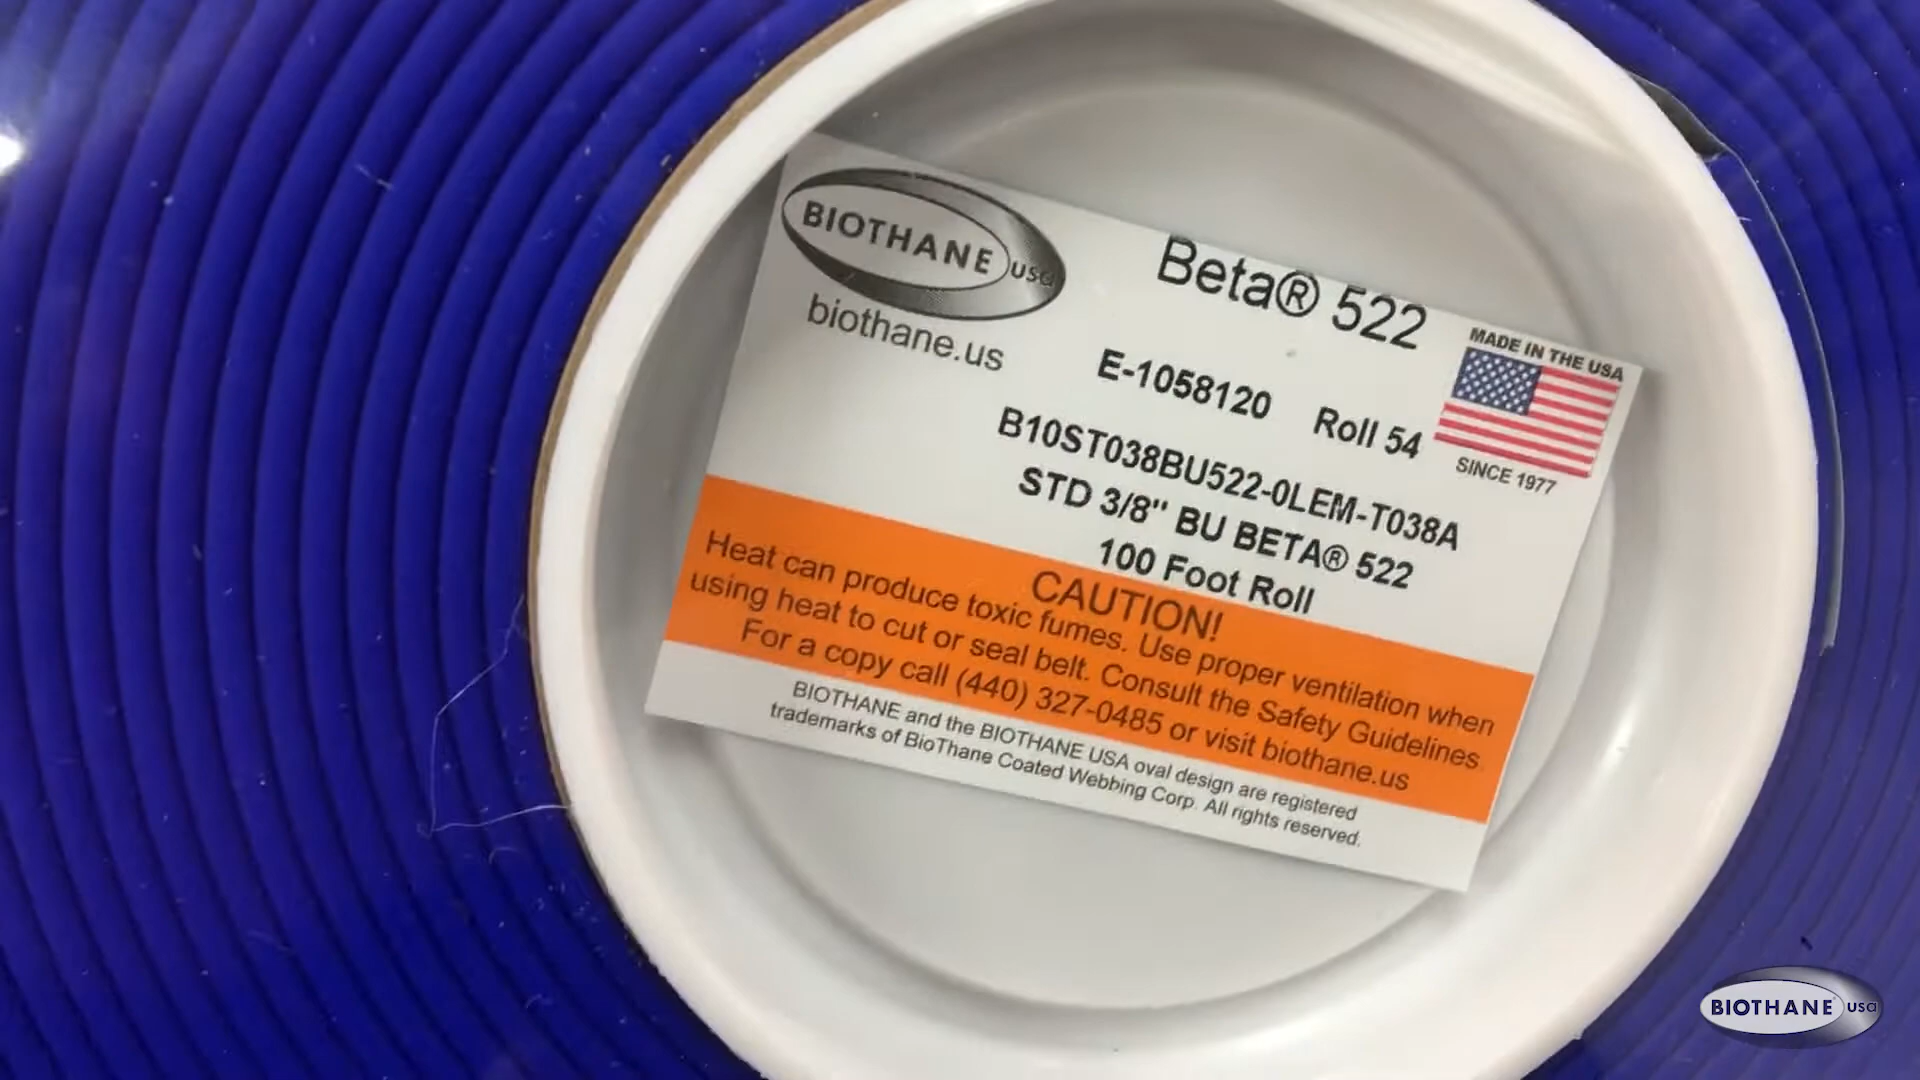 BIOTHANE usa
biothane.us
Beta® 522
MADE IN THE USA
SINCE 1977
E-1058120 Roll 54
B10ST038BU522-0LEM-T038A
STD 3/8" BU BETA® 522
100 Foot Roll
CAUTION!
Heat can produce toxic fumes. Use proper ventilation when
using heat to cut or seal belt. Consult the Safety Guidelines.
For a copy call (440) 327-0485 or visit biothane.us
BIOTHANE and the BIOTHANE USA oval design are registered
trademarks of BioThane Coated Webbing Corp. All rights reserved.
BIOTHANE usa